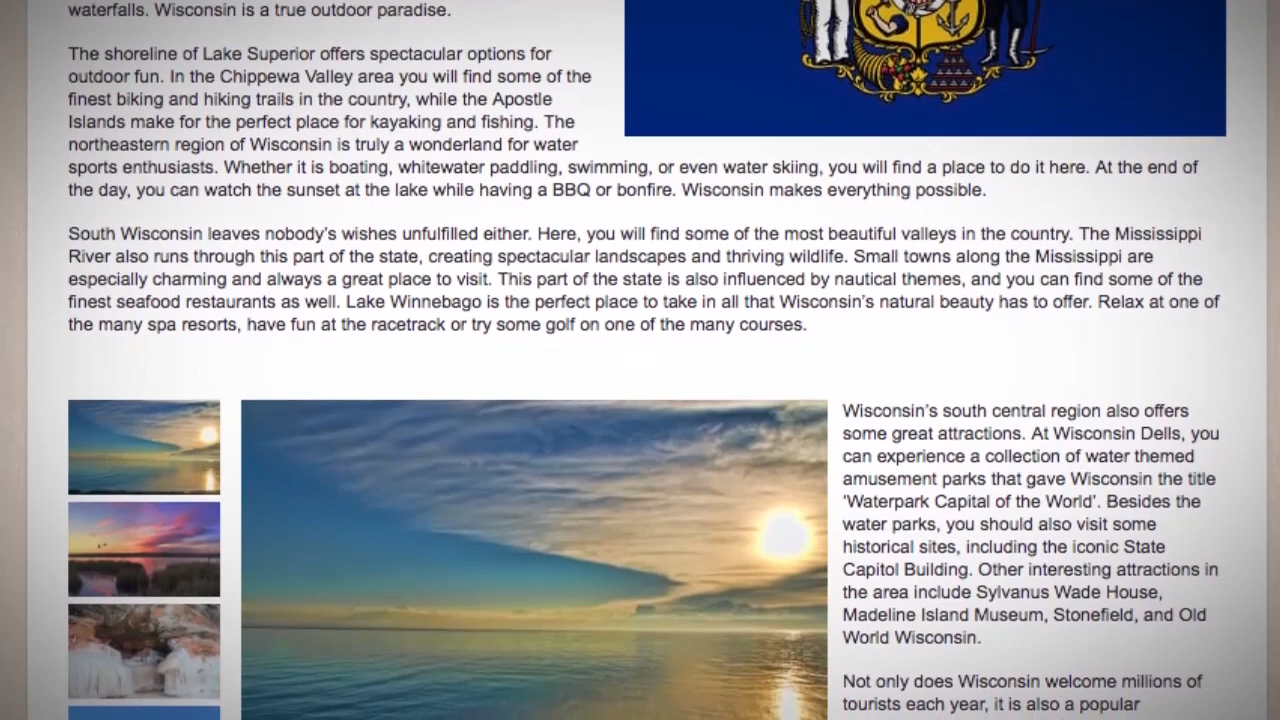 waterfalls. Wisconsin is a true outdoor paradise.
The shoreline of Lake Superior offers spectacular options for
outdoor fun. In the Chippewa Valley area you will find some of the
finest biking and hiking trails in the country, while the Apostle
Islands make for the perfect place for kayaking and fishing. The
northeastern region of Wisconsin is truly a wonderland for water
sports enthusiasts. Whether it is boating, whitewater paddling, swimming, or even water skiing, you will find a place to do it here. At the end of
the day, you can watch the sunset at the lake while having a BBQ or bonfire. Wisconsin makes everything possible.
South Wisconsin leaves nobody's wishes unfulfilled either. Here, you will find some of the most beautiful valleys in the country. The Mississippi
River also runs through this part of the state, creating spectacular landscapes and thriving wildlife. Small towns along the Mississippi are
especially charming and always a great place to visit. This part of the state is also influenced by nautical themes, and you can find some of the
finest seafood restaurants as well. Lake Winnebago is the perfect place to take in all that Wisconsin's natural beauty has to offer. Relax at one of
the many spa resorts, have fun at the racetrack or try some golf on one of the many courses.
Wisconsin's south central region also offers
some great attractions. At Wisconsin Dells, you
can experience a collection of water themed
amusement parks that gave Wisconsin the title
'Waterpark Capital of the World'. Besides the
water parks, you should also visit some
historical sites, including the iconic State
Capitol Building. Other interesting attractions in
the area include Sylvanus Wade House,
Madeline Island Museum, Stonefield, and Old
World Wisconsin.
Not only does Wisconsin welcome millions of
tourists each year, it is also a popular